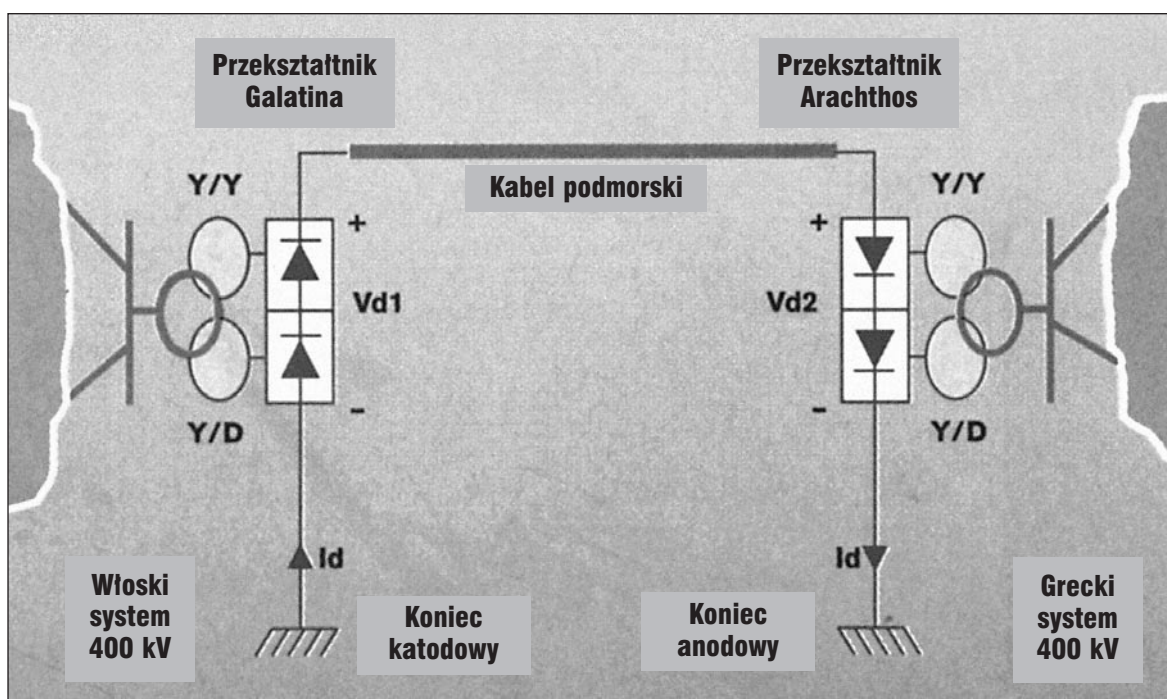 Przekształtnik
Galatina
Przekształtnik
Arachthos
Kabel podmorski
Y/Y
Y/Y
+
+
Vd1
Vd2
-
-
Y/D
Y/D
Id
Id
Włoski
system
400 kV
Koniec
katodowy
Koniec
anodowy
Grecki
system
400 kV